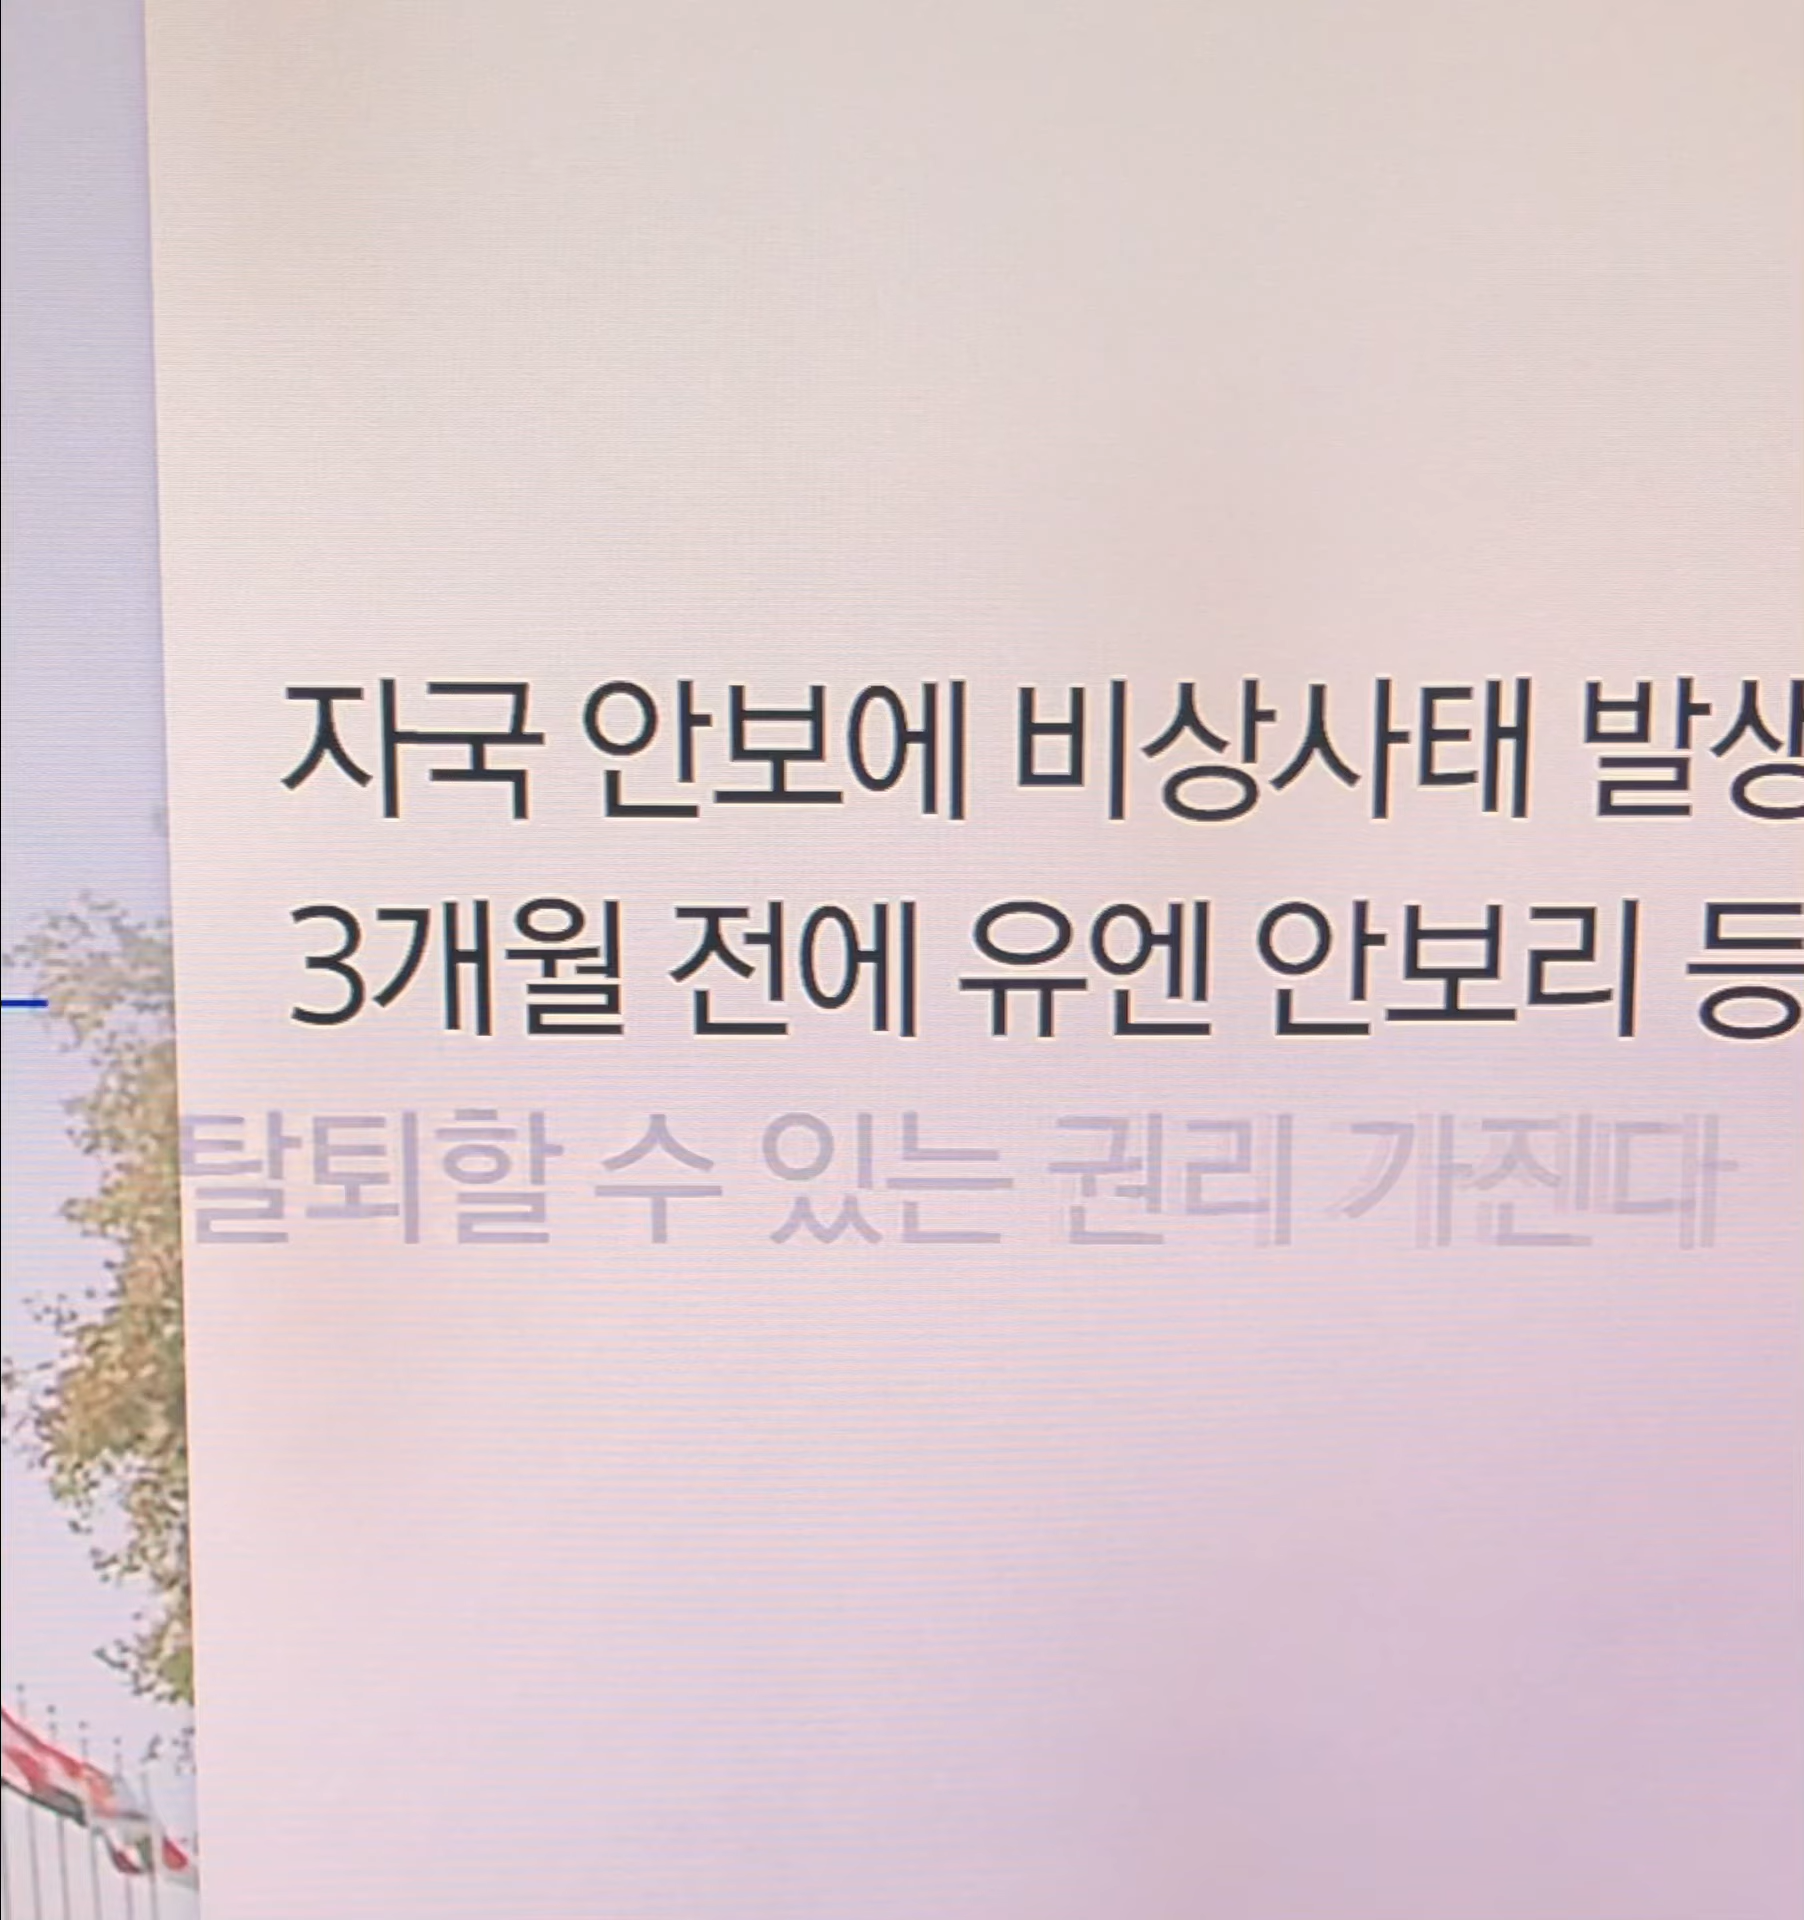 자국 안보에 비상사태 발생
3개월 전에 유엔 안보리 등
탈퇴할 수 있는 권리 가진다